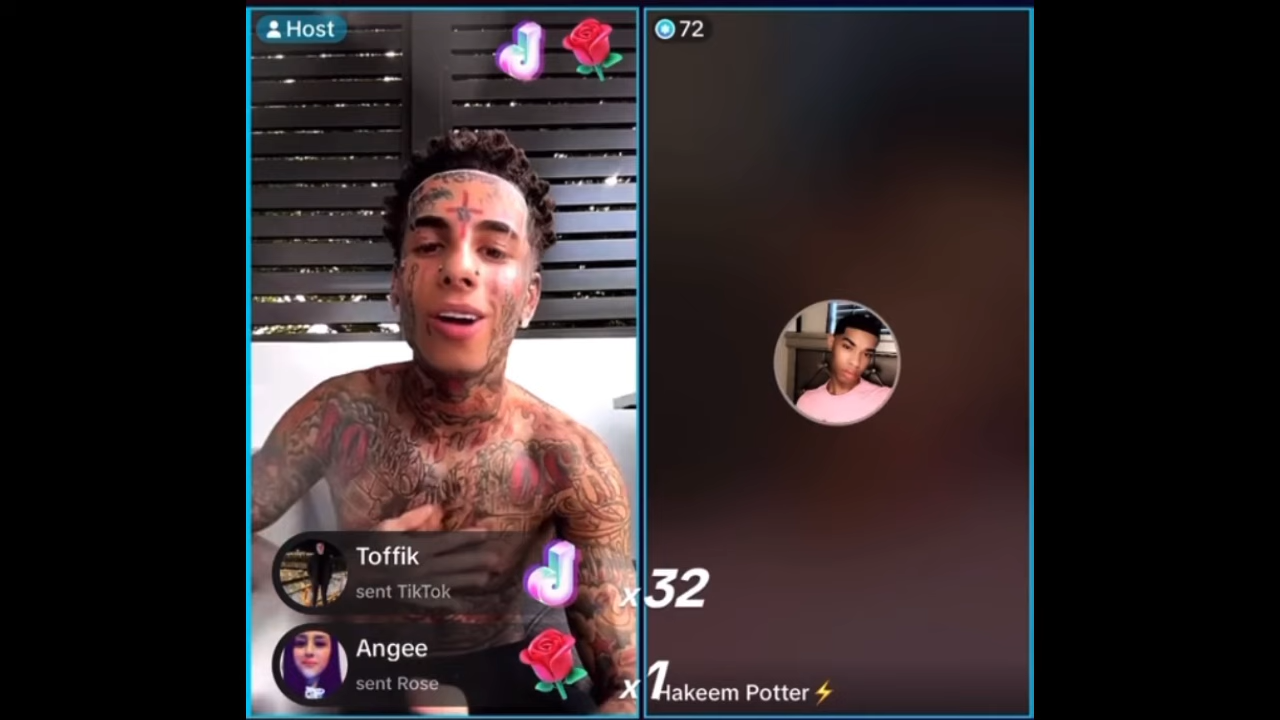 Host
72
Toffik
sent TikTok
x32
Angee
sent Rose
x1
Hakeem Potter⚡